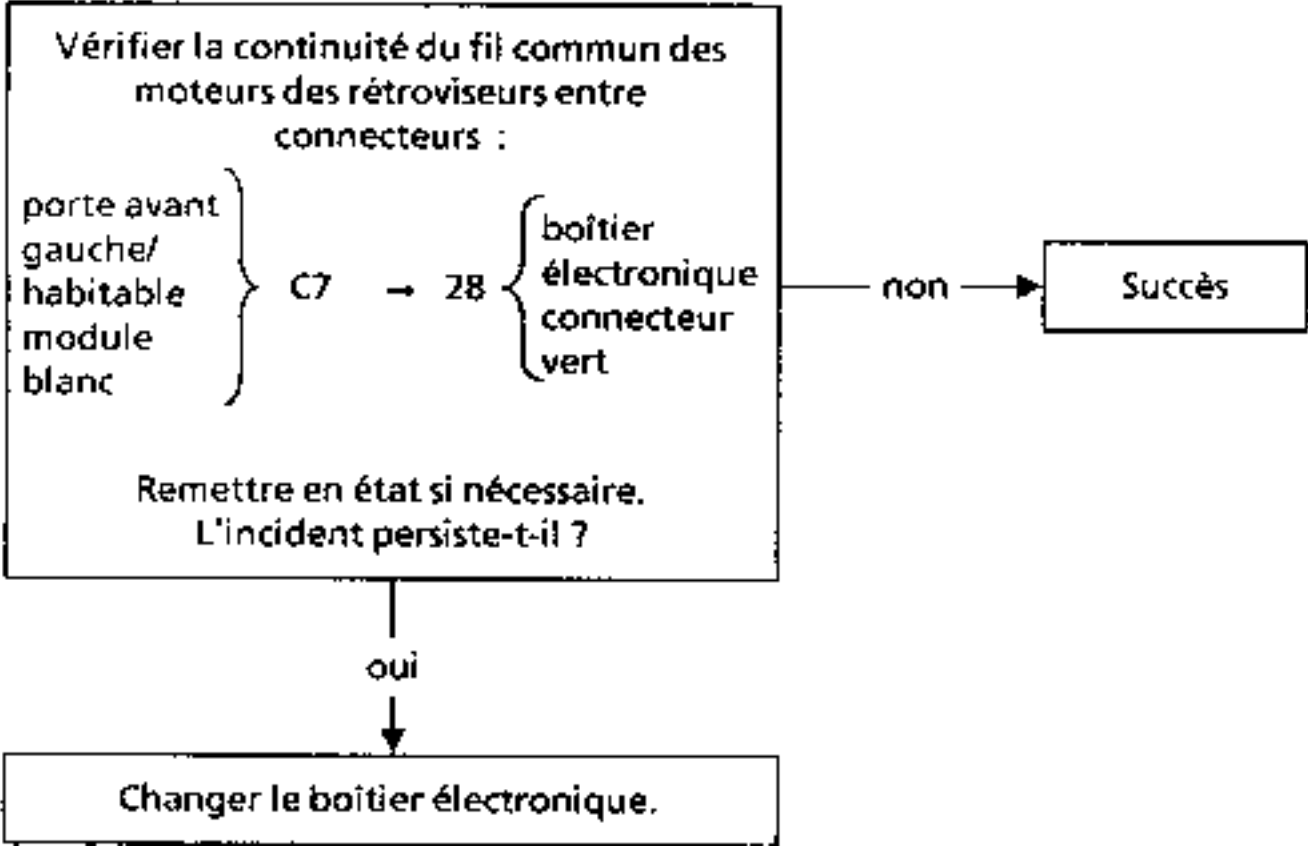 Vérifier la continuité du fil commun des
moteurs des rétroviseurs entre
connecteurs :
porte avant
gauche/
habitable
module
blanc
C7 → 28
boîtier
électronique
connecteur
vert
non
Succès
Remettre en état si nécessaire.
L'incident persiste-t-il ?
oui
Changer le boîtier électronique.